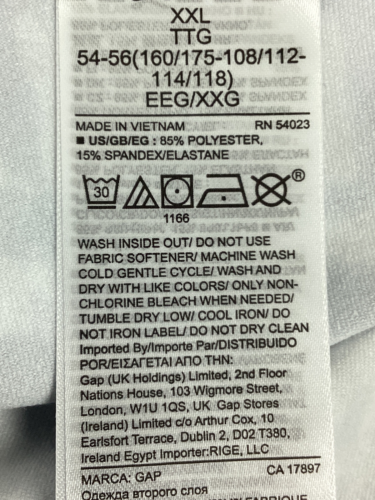 XXL
TTG
54-56(160/175-108/112-
114/118)
EEG/XXG
MADE IN VIETNAM RN 54023
■ US/GB/EG : 85% POLYESTER,
15% SPANDEX/ELASTANE
30
®
1166
WASH INSIDE OUT/ DO NOT USE
FABRIC SOFTENER/ MACHINE WASH
COLD GENTLE CYCLE/ WASH AND
DRY WITH LIKE COLORS/ ONLY NON-
CHLORINE BLEACH WHEN NEEDED/
TUMBLE DRY LOW/ COOL IRON/ DO
NOT IRON LABEL/ DO NOT DRY CLEAN
Imported By/Importe Par/DISTRIBUIDO
POR/ΕΙΣΑΓΕΤΑΙ ΑΠΟ ΤΗΝ:
Gap (UK Holdings) Limited, 2nd Floor
Nations House, 103 Wigmore Street,
London, W1U 1QS, UK Gap Stores
(Ireland) Limited c/o Arthur Cox, 10
Earlsfort Terrace, Dublin 2, D02 T380,
Ireland Egypt Importer:RIGE, LLC
MARCA: GAP CA 17897
Одежда второго слоя